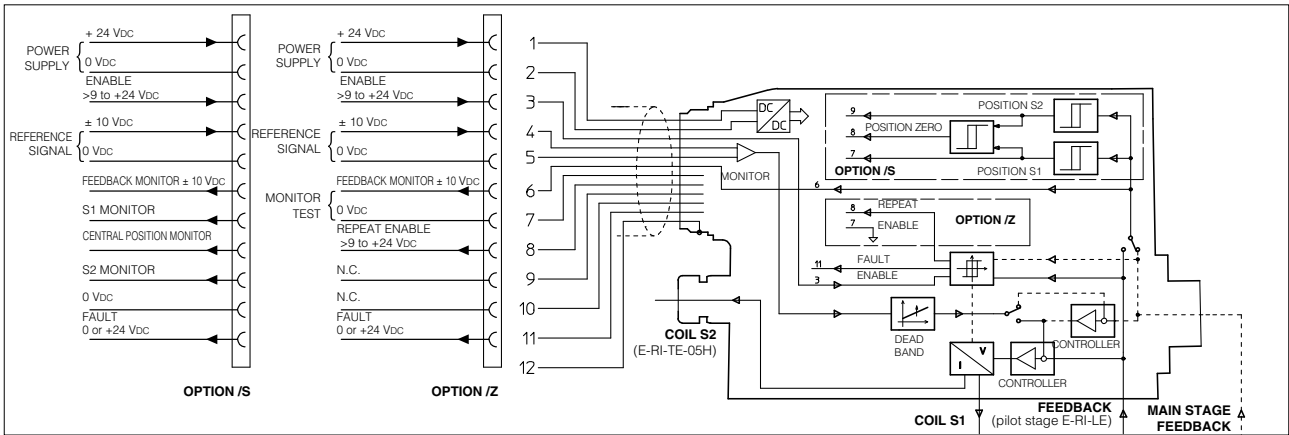 POWER SUPPLY
+ 24 VDC
0 VDC
ENABLE
>9 to +24 VDC
REFERENCE SIGNAL
± 10 VDC
0 VDC
FEEDBACK MONITOR ± 10 VDC
S1 MONITOR
CENTRAL POSITION MONITOR
S2 MONITOR
0 VDC
FAULT
0 or +24 VDC
OPTION /S
POWER SUPPLY
+ 24 VDC
0 VDC
ENABLE
>9 to +24 VDC
REFERENCE SIGNAL
± 10 VDC
0 VDC
FEEDBACK MONITOR ± 10 VDC
MONITOR TEST
0 VDC
REPEAT ENABLE
>9 to +24 VDC
N.C.
N.C.
FAULT
0 or +24 VDC
OPTION /Z
1
2
3
4
5
6
7
8
9
10
11
12
DC
DC
MONITOR
9
POSITION S2
8
POSITION ZERO
7
OPTION /S
POSITION S1
6
8
REPEAT
OPTION /Z
7
ENABLE
11
FAULT
3
ENABLE
DEAD BAND
CONTROLLER
V
I
CONTROLLER
COIL S2
(E-RI-TE-05H)
COIL S1
FEEDBACK
(pilot stage E-RI-LE)
MAIN STAGE
FEEDBACK